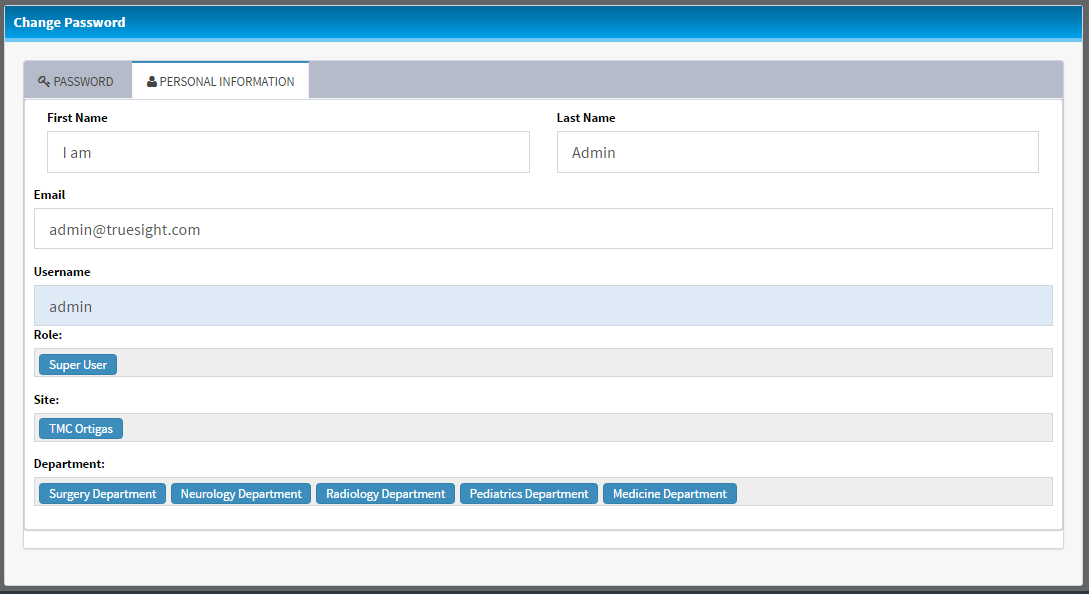 Change Password
PASSWORD PERSONAL INFORMATION
First Name Last Name
I am Admin
Email
admin@truesight.com
Username
admin
Role:
Super User
Site:
TMC Ortigas
Department:
Surgery Department Neurology Department Radiology Department Pediatrics Department Medicine Department